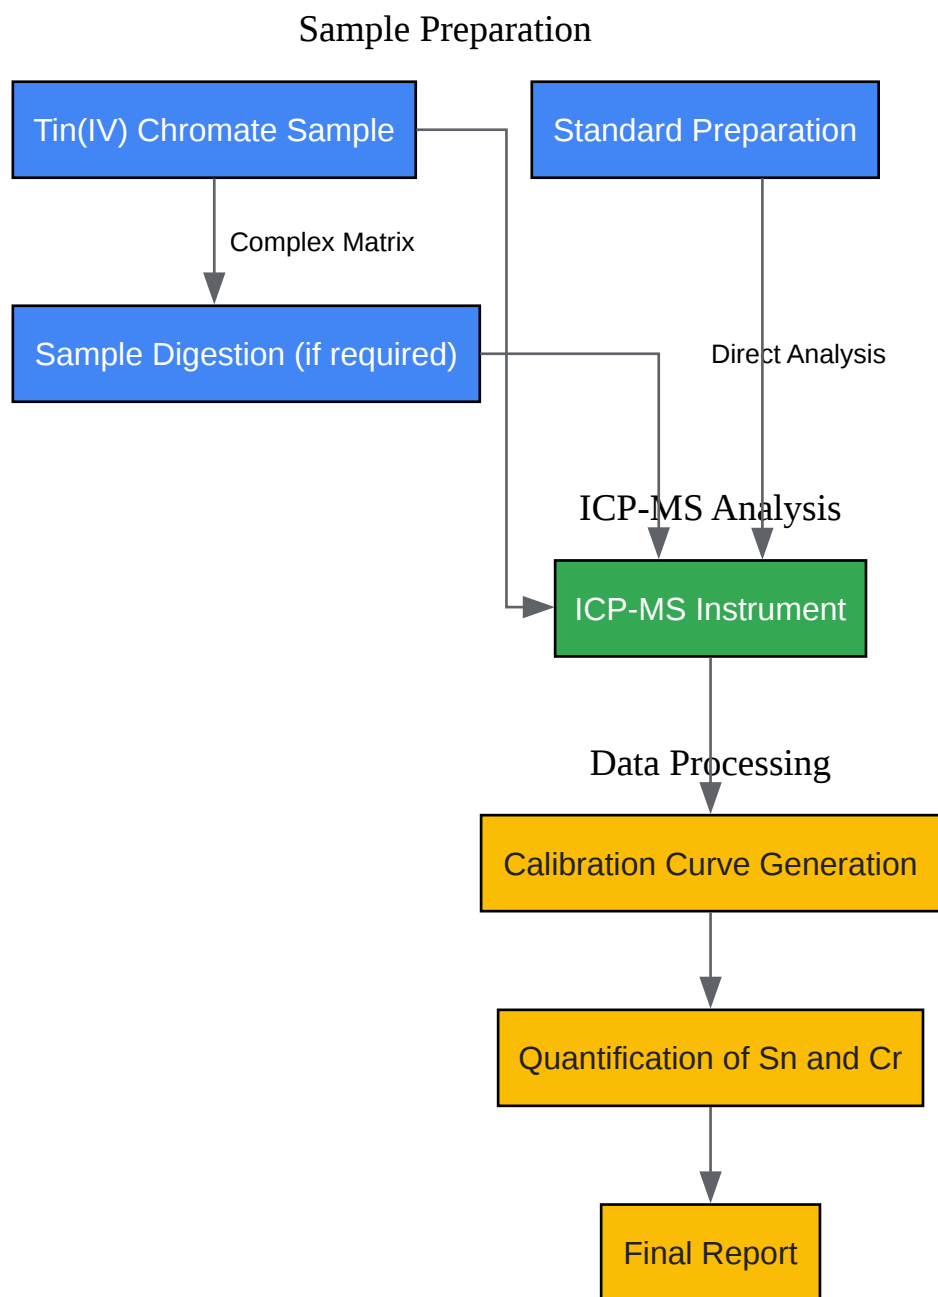 Sample Preparation
Tin(IV) Chromate Sample
Standard Preparation
Complex Matrix
Sample Digestion (if required)
Direct Analysis
ICP-MS Analysis
ICP-MS Instrument
Data Processing
Calibration Curve Generation
Quantification of Sn and Cr
Final Report